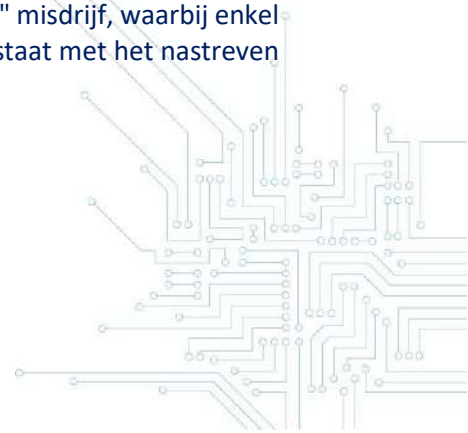 " misdrijf, waarbij enkel
staat met het nastreven